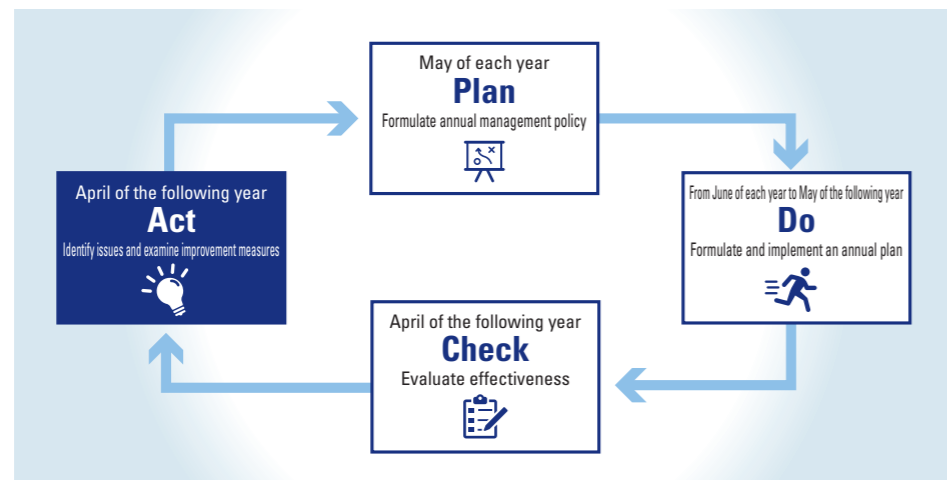 May of each year
Plan
Formulate annual management policy
From June of each year to May of the following year
Do
Formulate and implement an annual plan
April of the following year
Check
Evaluate effectiveness
April of the following year
Act
Identify issues and examine improvement measures